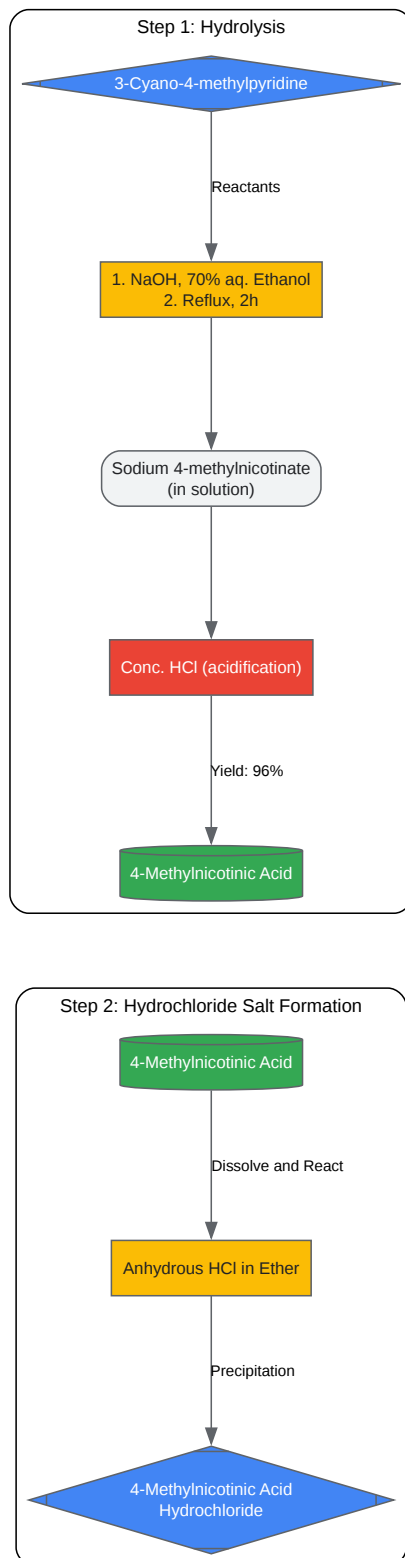 Step 1: Hydrolysis
3-Cyano-4-methylpyridine
Reactants
1. NaOH, 70% aq. Ethanol
2. Reflux, 2h
Sodium 4-methylnicotinate
(in solution)
Conc. HCl (acidification)
Yield: 96%
4-Methylnicotinic Acid
Step 2: Hydrochloride Salt Formation
4-Methylnicotinic Acid
Dissolve and React
Anhydrous HCl in Ether
Precipitation
4-Methylnicotinic Acid
Hydrochloride